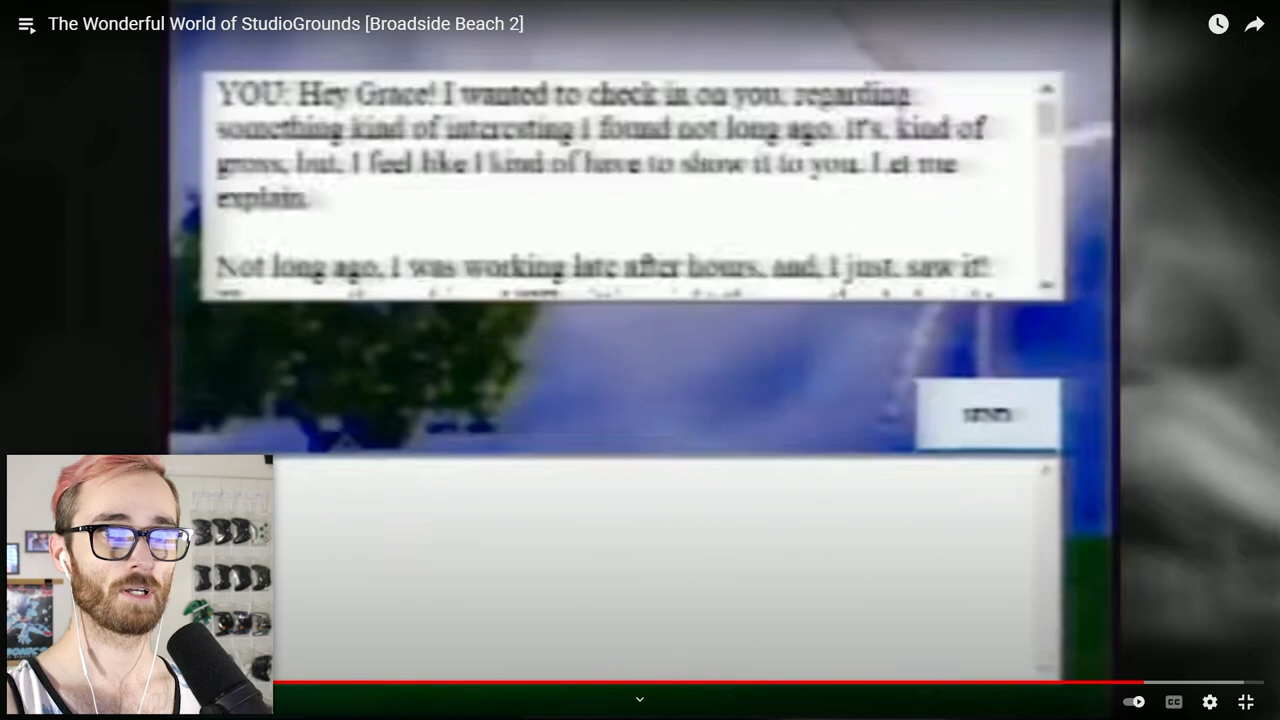 The Wonderful World of StudioGrounds [Broadside Beach 2]
YOU: Hey Grace! I wanted to check in on you, regarding
something kind of interesting I found not long ago. It's, kind of
gross, but, I feel like I kind of have to show it to you. Let me
explain.
Not long ago, I was working late after hours, and, I just, saw it!
SEND
CC